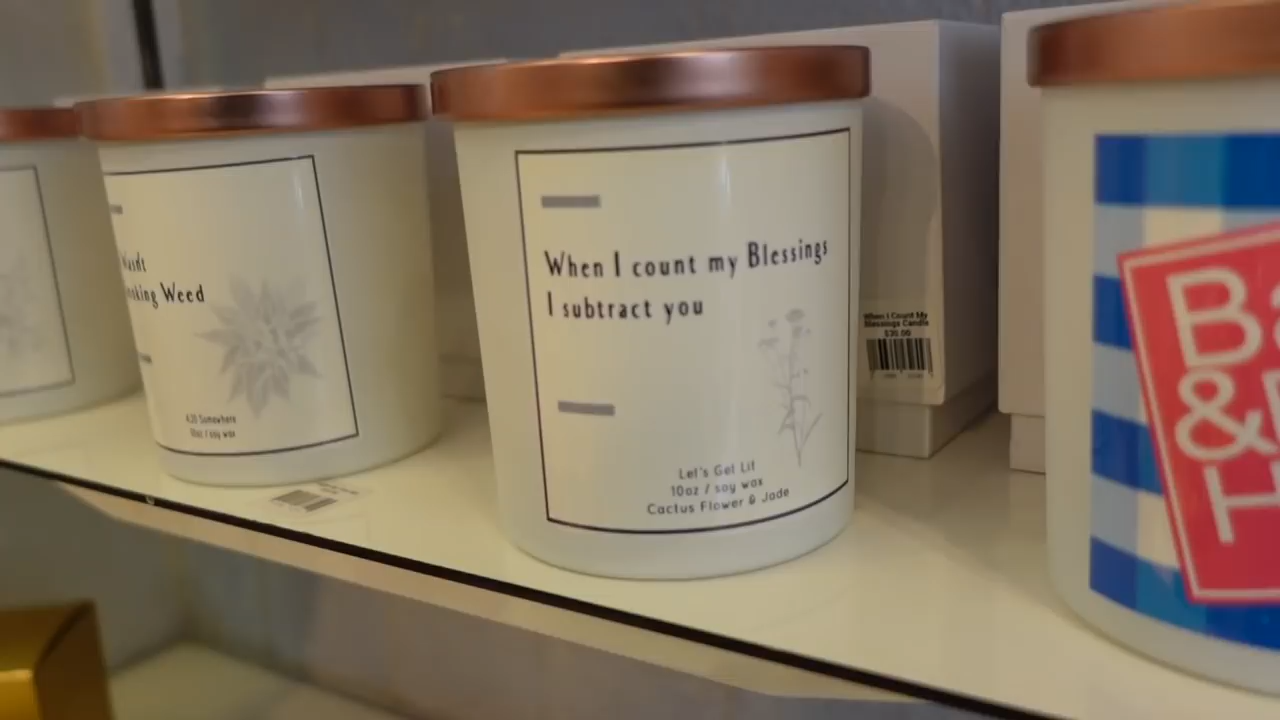 Weed
4.20 Somewhere
10oz / soy wax
When I count my Blessings
I subtract you
Let's Get Lit
10oz / soy wax
Cactus Flower & Jade
When I Count My
Blessings Candle
$30.00
B
&
H